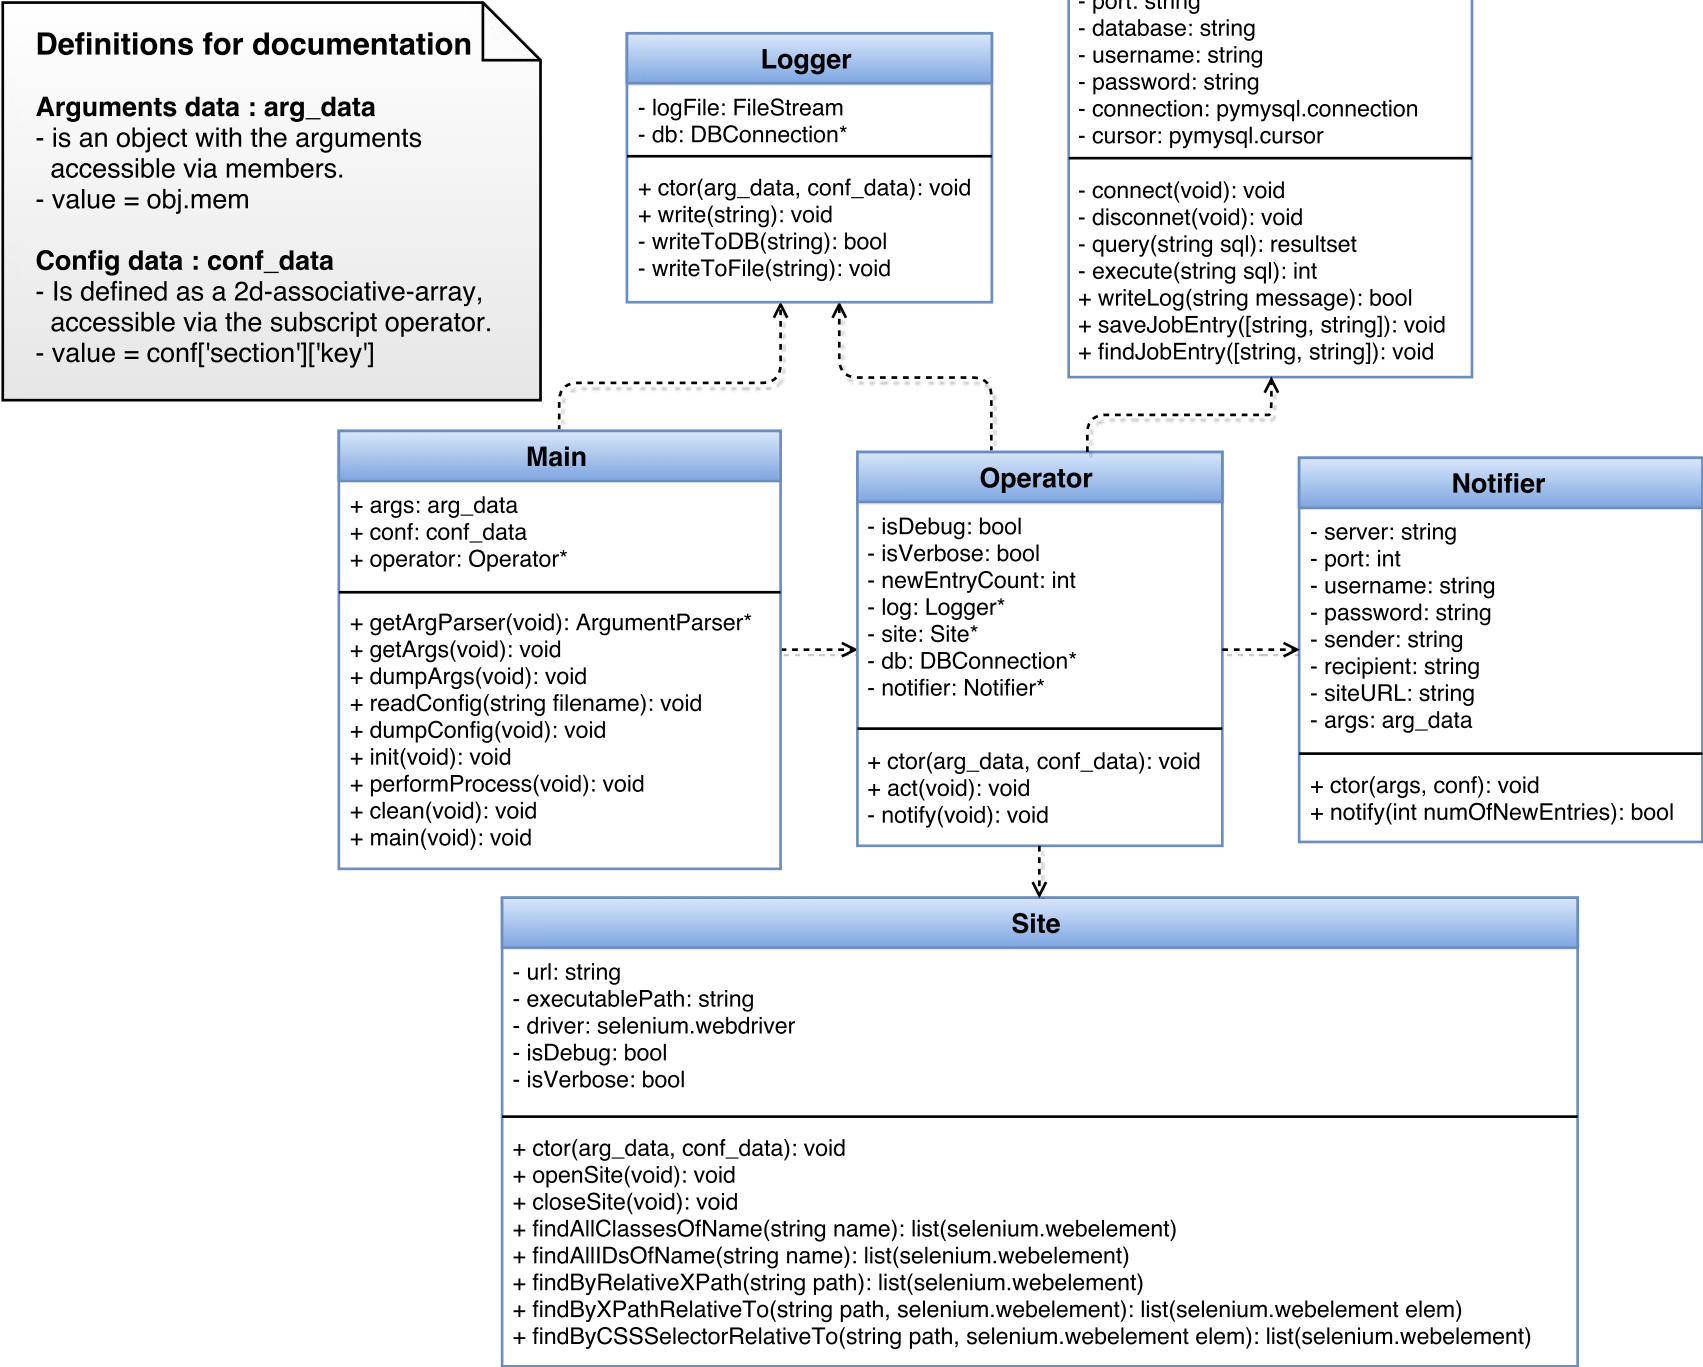 Definitions for documentation
Arguments data : arg_data
- is an object with the arguments
accessible via members.
- value = obj.mem
Config data : conf_data
- Is defined as a 2d-associative-array,
accessible via the subscript operator.
- value = conf['section']['key']
Logger
- logFile: FileStream
- db: DBConnection*
+ ctor(arg_data, conf_data): void
+ write(string): void
- writeToDB(string): bool
- writeToFile(string): void
- port: string
- database: string
- username: string
- password: string
- connection: pymysql.connection
- cursor: pymysql.cursor
- connect(void): void
- disconnet(void): void
- query(string sql): resultset
- execute(string sql): int
+ writeLog(string message): bool
+ saveJobEntry([string, string]): void
+ findJobEntry([string, string]): void
Main
+ args: arg_data
+ conf: conf_data
+ operator: Operator*
+ getArgParser(void): ArgumentParser*
+ getArgs(void): void
+ dumpArgs(void): void
+ readConfig(string filename): void
+ dumpConfig(void): void
+ init(void): void
+ performProcess(void): void
+ clean(void): void
+ main(void): void
Operator
- isDebug: bool
- isVerbose: bool
- newEntryCount: int
- log: Logger*
- site: Site*
- db: DBConnection*
- notifier: Notifier*
+ ctor(arg_data, conf_data): void
+ act(void): void
- notify(void): void
Notifier
- server: string
- port: int
- username: string
- password: string
- sender: string
- recipient: string
- siteURL: string
- args: arg_data
+ ctor(args, conf): void
+ notify(int numOfNewEntries): bool
Site
- url: string
- executablePath: string
- driver: selenium.webdriver
- isDebug: bool
- isVerbose: bool
+ ctor(arg_data, conf_data): void
+ openSite(void): void
+ closeSite(void): void
+ findAllClassesOfName(string name): list(selenium.webelement)
+ findAllIDsOfName(string name): list(selenium.webelement)
+ findByRelativeXPath(string path): list(selenium.webelement)
+ findByXPathRelativeTo(string path, selenium.webelement): list(selenium.webelement elem)
+ findByCSSSelectorRelativeTo(string path, selenium.webelement elem): list(selenium.webelement)